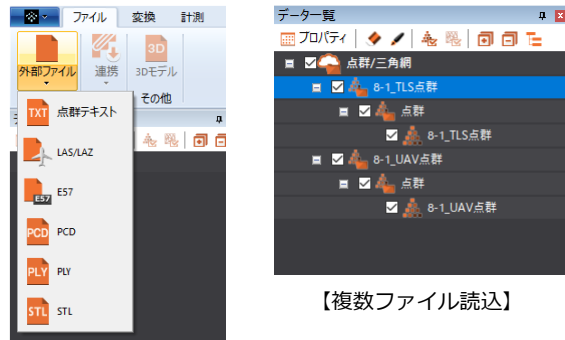 ファイル 変換 計測
外部ファイル 連携 3Dモデル
その他
TXT 点群テキスト
LAS/LAZ
E57 E57
PCD PCD
PLY PLY
STL STL
データ一覧
プロパティ
点群/三角網
8-1_TLS点群
点群
8-1_TLS点群
8-1_UAV点群
点群
8-1_UAV点群
【複数ファイル読込】